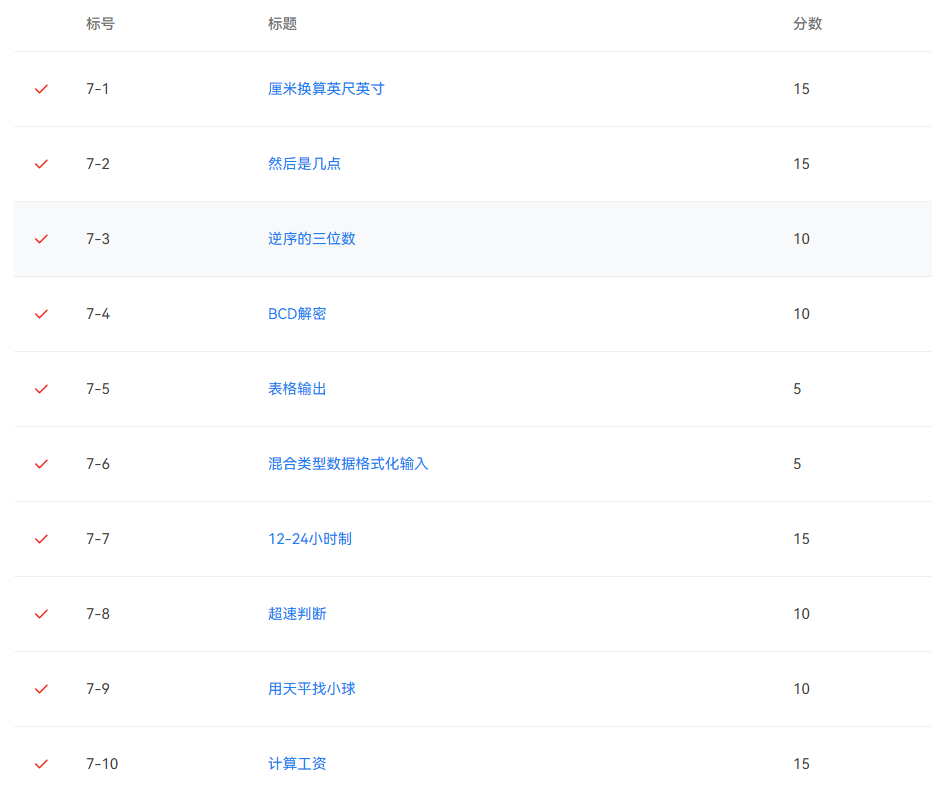 标号 标题 分数
7-1 厘米换算英尺英寸 15
7-2 然后是几点 15
7-3 逆序的三位数 10
7-4 BCD解密 10
7-5 表格输出 5
7-6 混合类型数据格式化输入 5
7-7 12-24小时制 15
7-8 超速判断 10
7-9 用天平找小球 10
7-10 计算工资 15